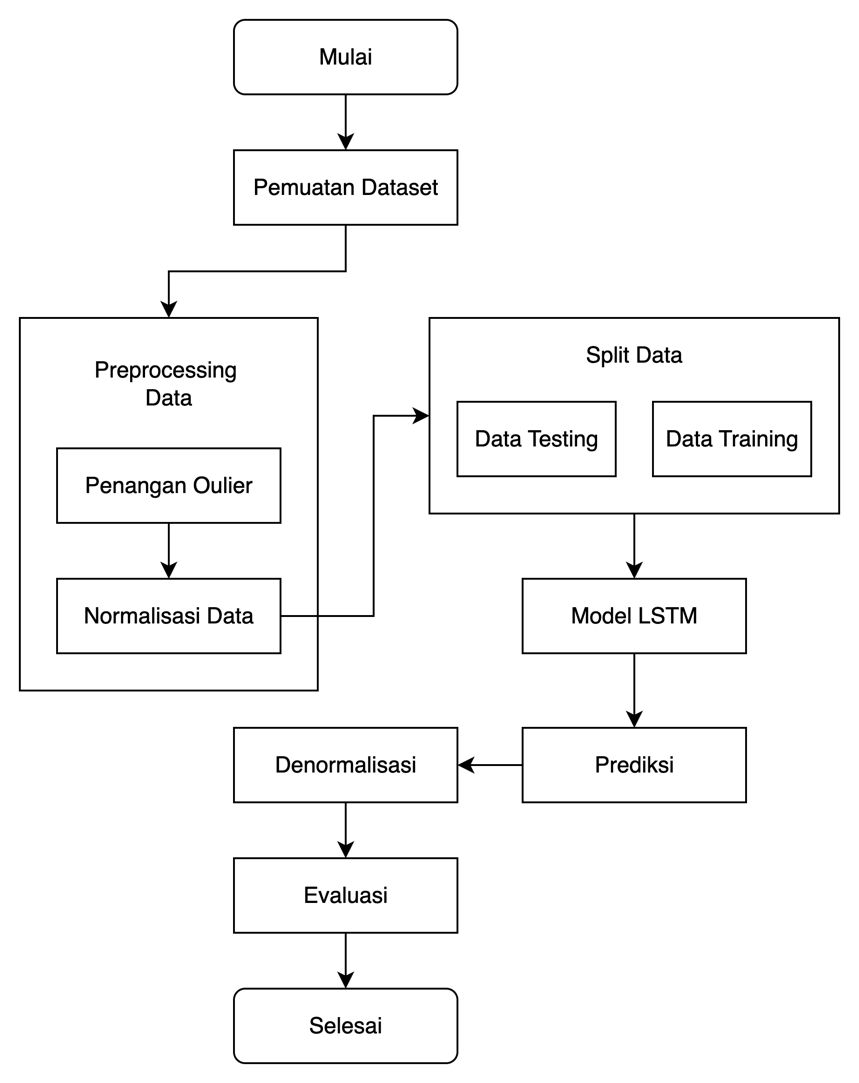 Mulai
Pemuatan Dataset
Preprocessing
Data
Penangan Oulier
Normalisasi Data
Split Data
Data Testing
Data Training
Model LSTM
Prediksi
Denormalisasi
Evaluasi
Selesai